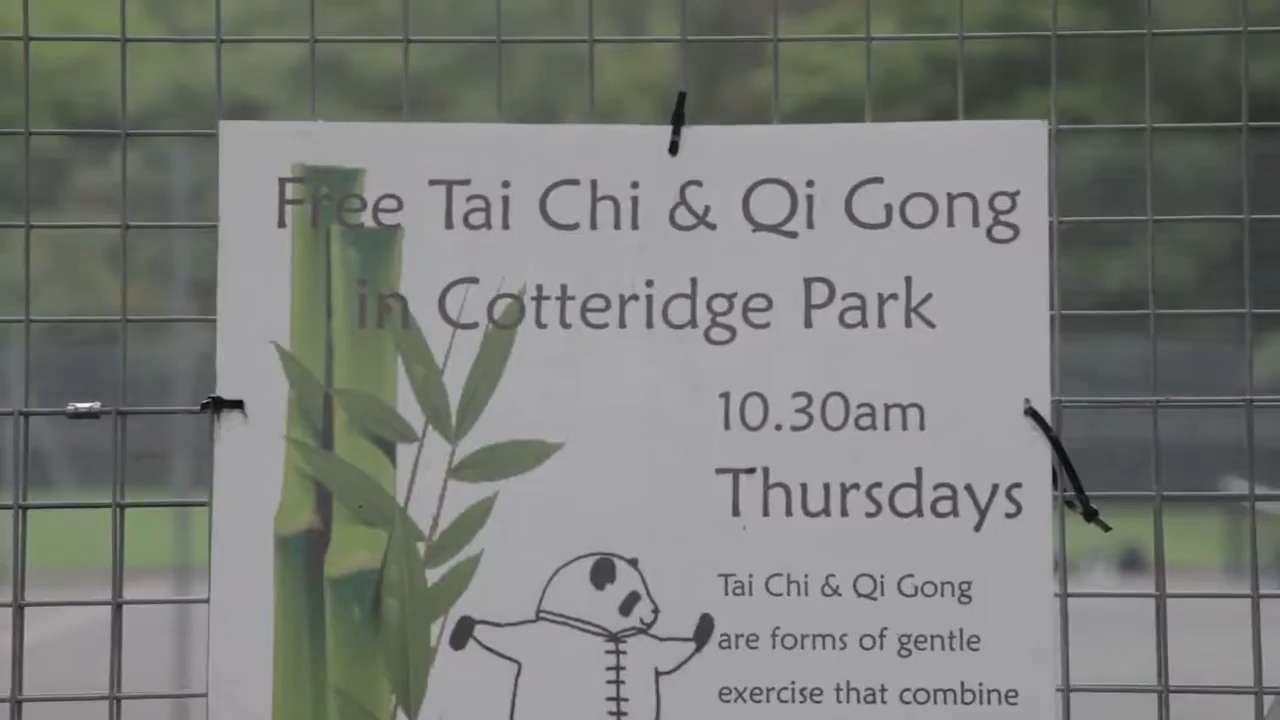 Free Tai Chi & Qi Gong
in Cotteridge Park
10.30am
Thursdays
Tai Chi & Qi Gong
are forms of gentle
exercise that combine